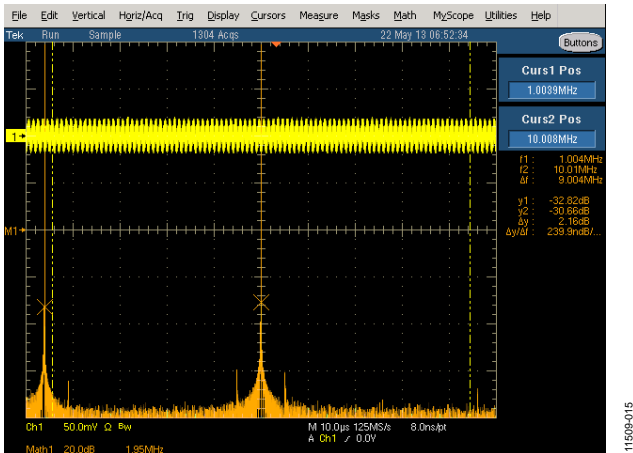 File Edit Vertical Horiz/Acq Trig Display Cursors Measure Masks Math MyScope Utilities Help
Tek Run Sample 1304 Acqs 22 May 13 06:52:34
Buttons
Curs1 Pos
1.0039MHz
Curs2 Pos
10.008MHz
f1 : 1.004MHz
f2 : 10.01MHz
Δf : 9.004MHz
y1 : -32.82dB
y2 : -30.66dB
Δy : 2.16dB
Δy/Δf : 239.9ndB/...
1
M1
Ch1 50.0mV Ω Bw
M 10.0µs 125MS/s 8.0ns/pt
A Ch1 / 0.0V
Math1 20.0dB 1.95MHz
11509-015